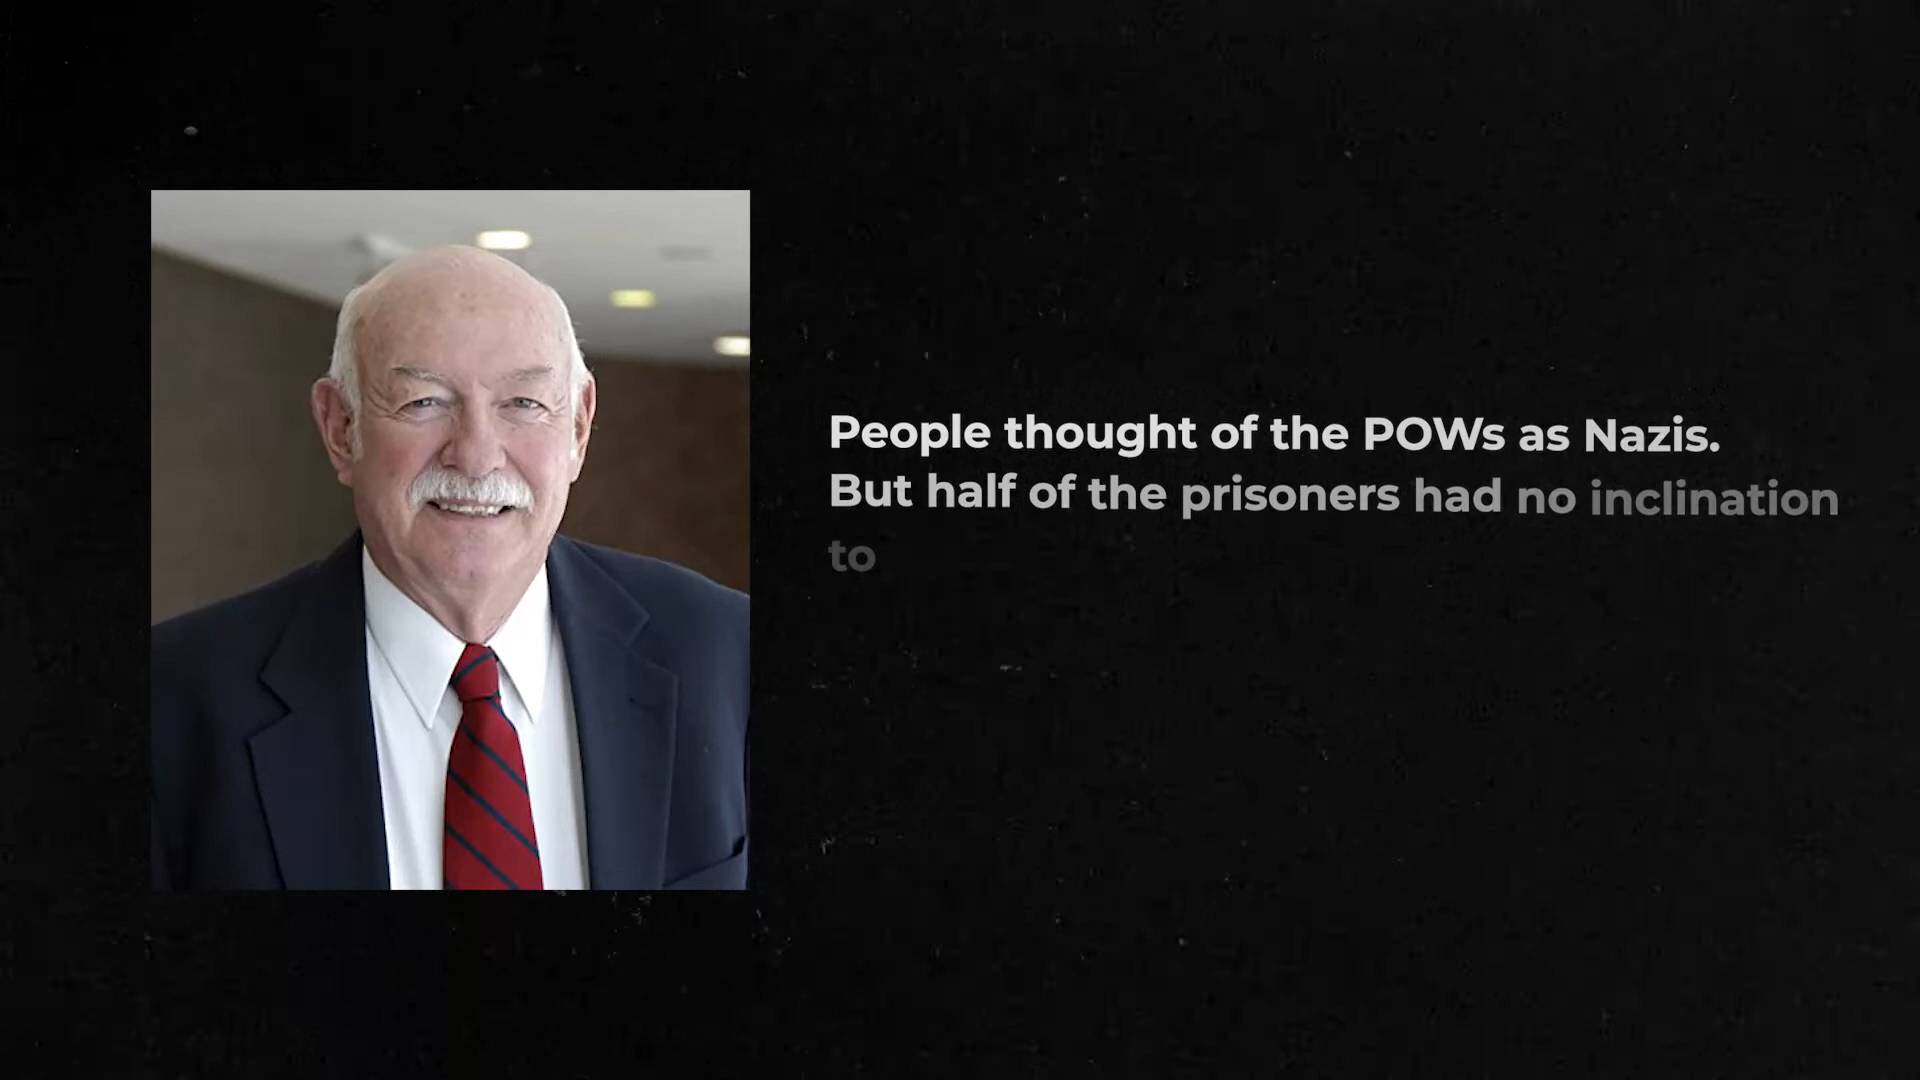 People thought of the POWs as Nazis.
But half of the prisoners had no inclination
to